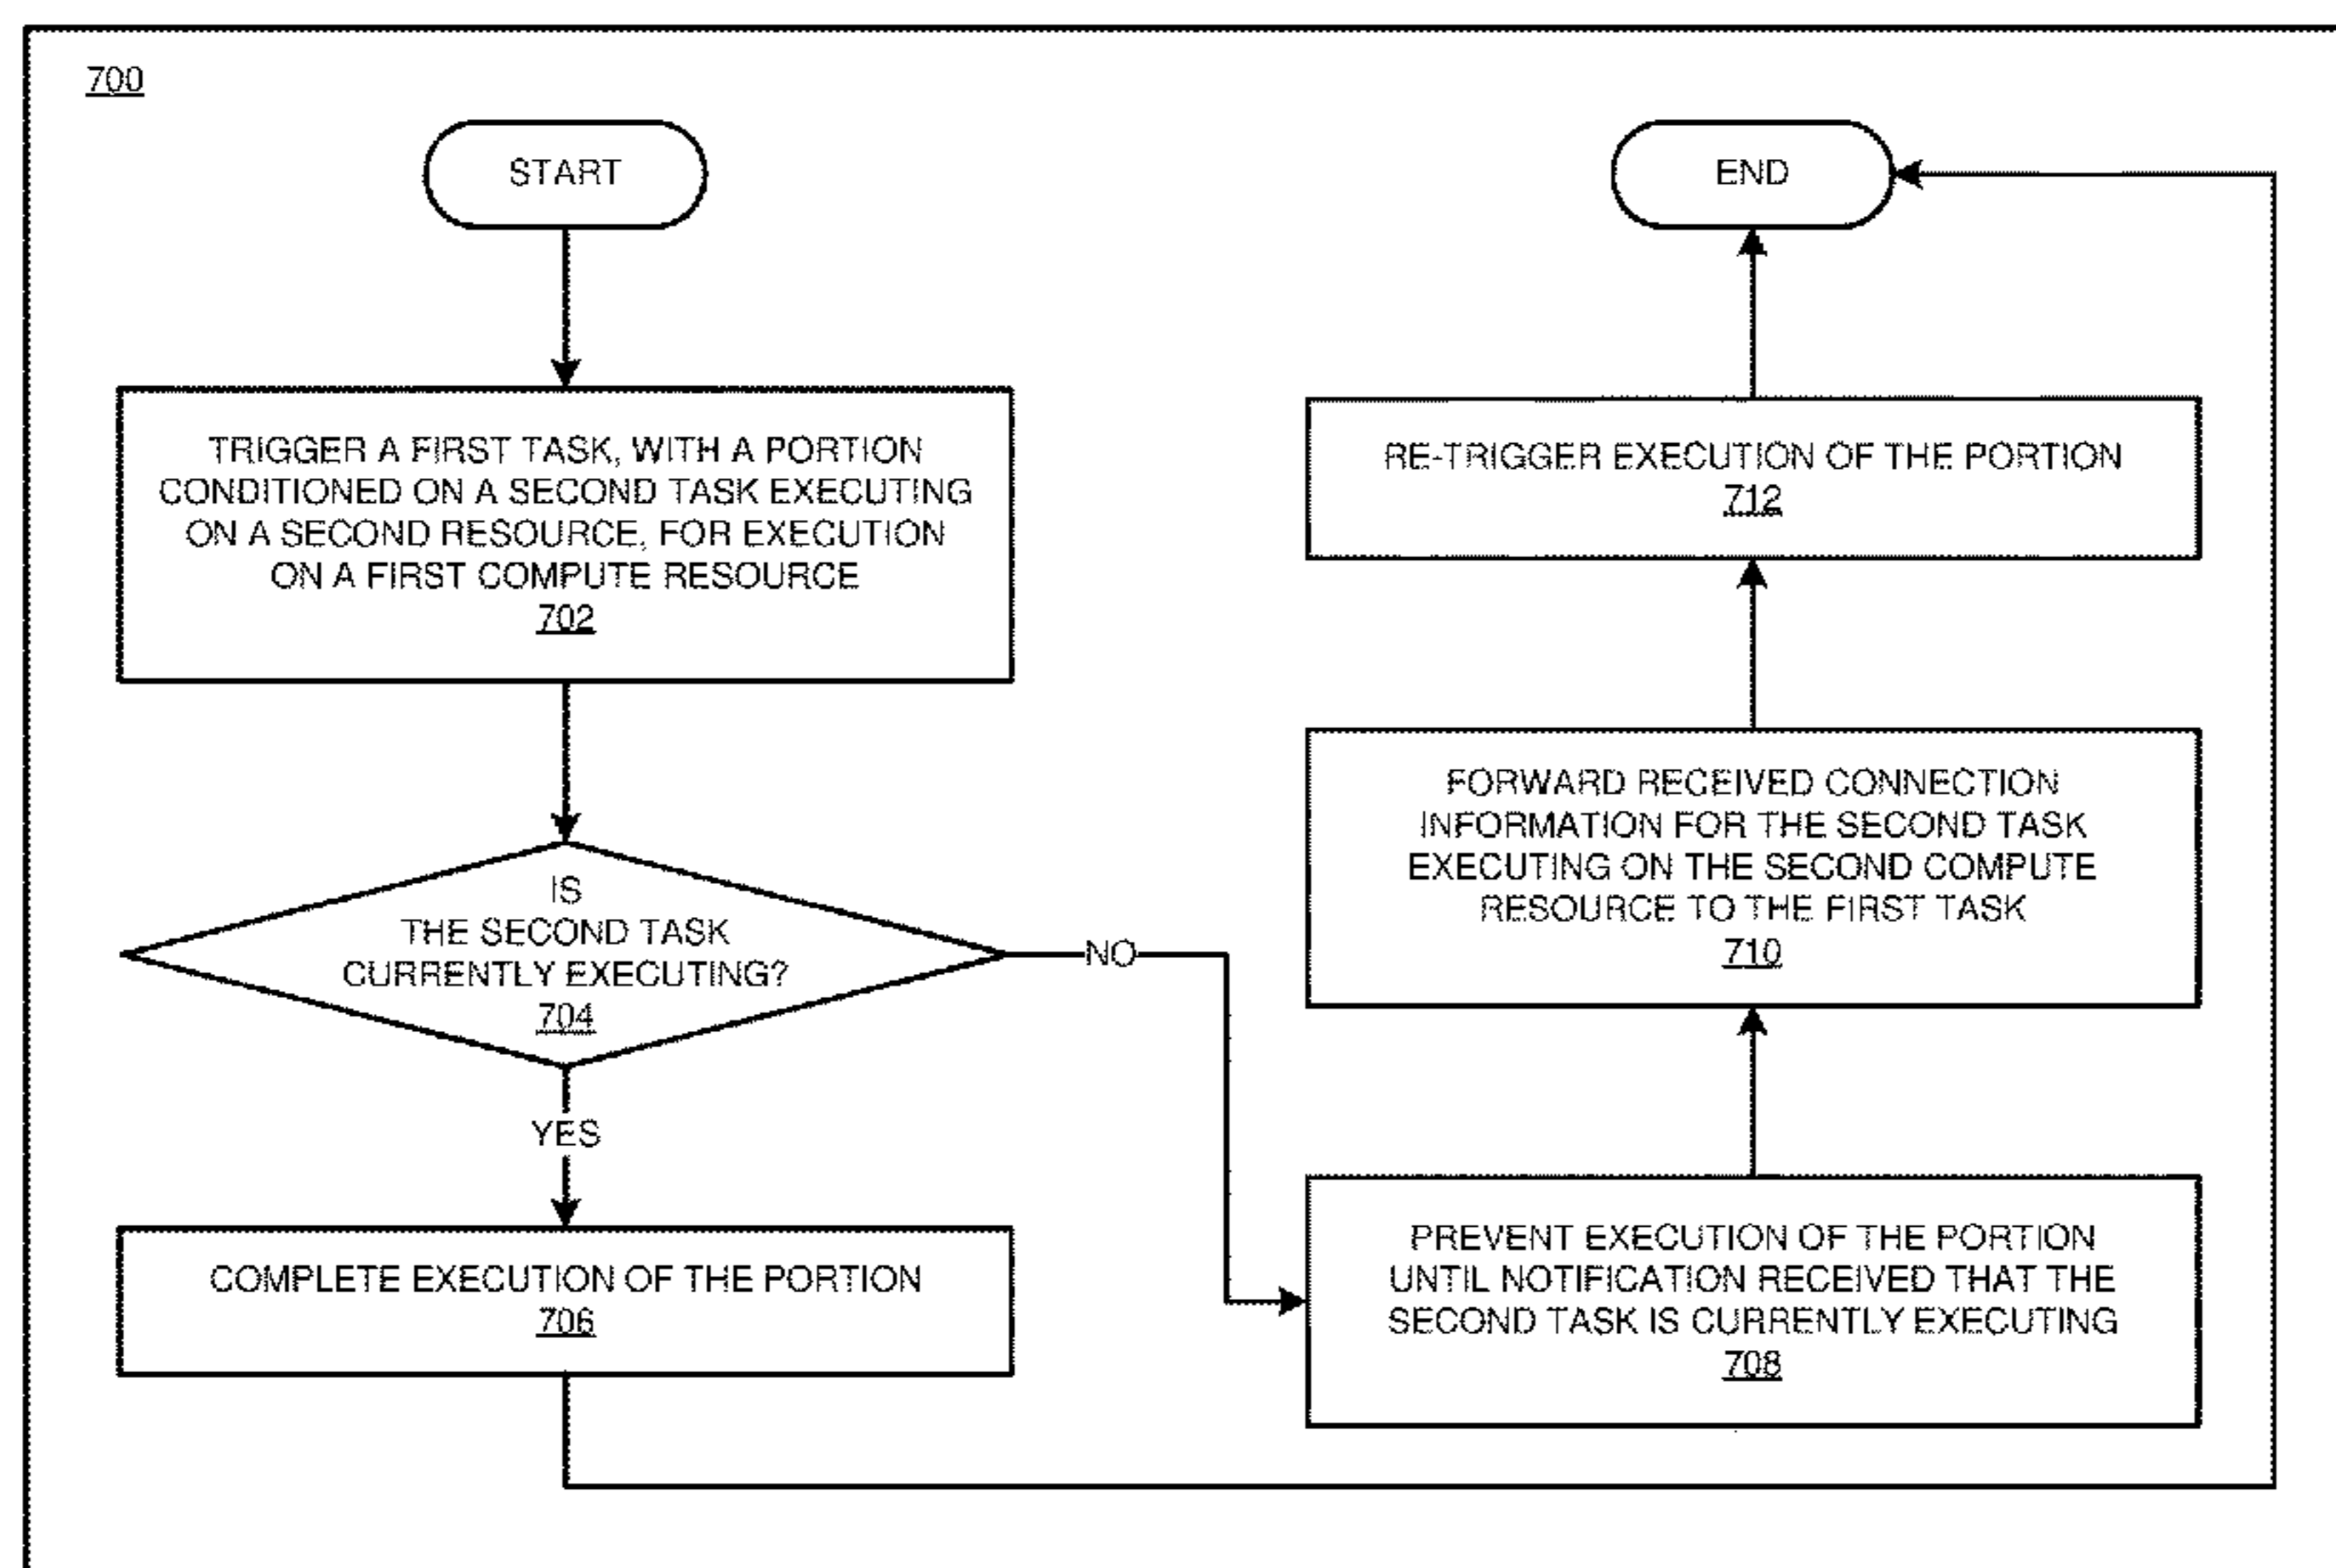 700
START
TRIGGER A FIRST TASK, WITH A PORTION
CONDITIONED ON A SECOND TASK EXECUTING
ON A SECOND RESOURCE, FOR EXECUTION
ON A FIRST COMPUTE RESOURCE
702
IS
THE SECOND TASK
CURRENTLY EXECUTING?
704
NO
YES
COMPLETE EXECUTION OF THE PORTION
706
PREVENT EXECUTION OF THE PORTION
UNTIL NOTIFICATION RECEIVED THAT THE
SECOND TASK IS CURRENTLY EXECUTING
708
FORWARD RECEIVED CONNECTION
INFORMATION FOR THE SECOND TASK
EXECUTING ON THE SECOND COMPUTE
RESOURCE TO THE FIRST TASK
710
RE-TRIGGER EXECUTION OF THE PORTION
712
END